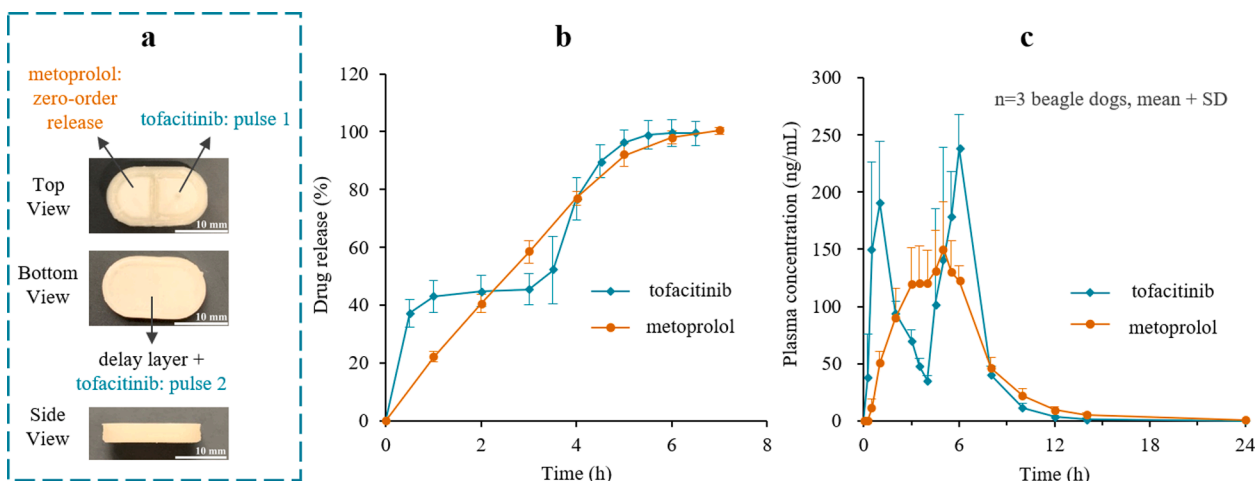 a
metoprolol:
zero-order
release
tofacitinib: pulse 1
Top
View
10 mm
Bottom
View
10 mm
delay layer +
tofacitinib: pulse 2
Side
View
10 mm
b
Drug release (%)
120
100
80
60
40
20
0
tofacitinib
metoprolol
0 2 4 6 8
Time (h)
c
Plasma concentration (ng/mL)
300
250
200
150
100
50
0
n=3 beagle dogs, mean + SD
tofacitinib
metoprolol
0 6 12 18 24
Time (h)